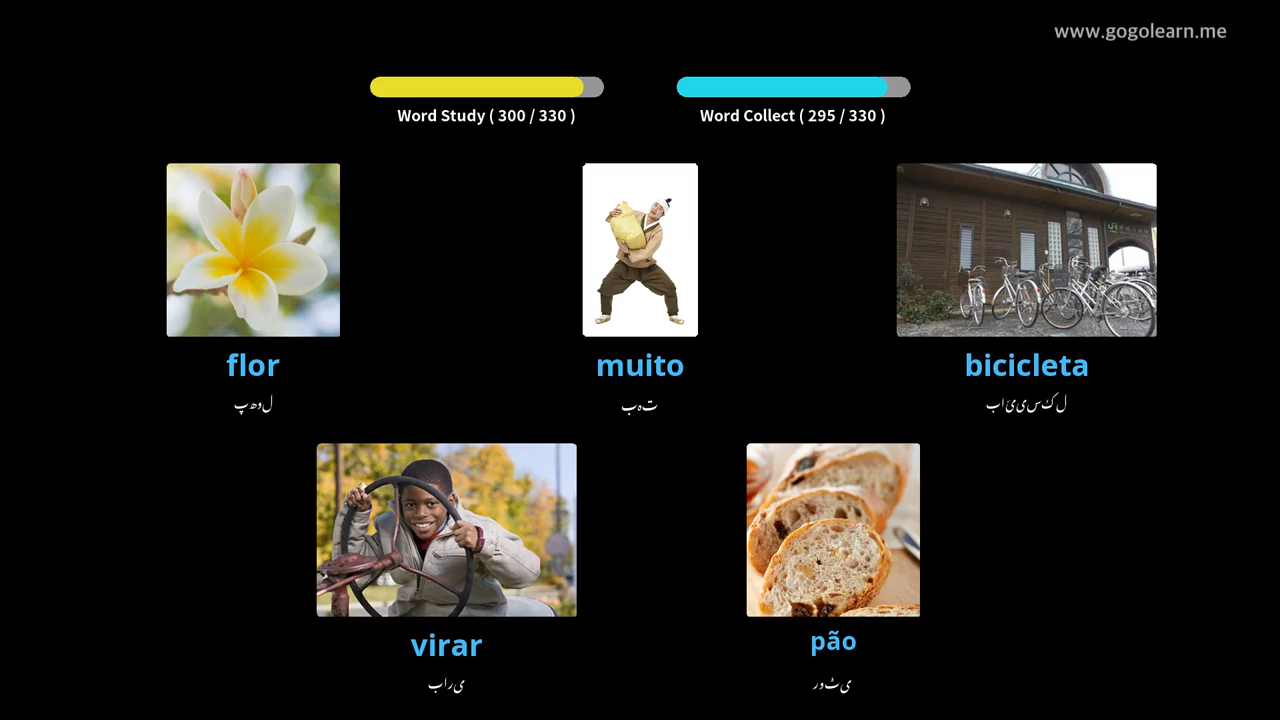 www.gogolearn.me
Word Study ( 300 / 330 )
Word Collect ( 295 / 330 )
flor
muito
bicicleta
پھول
بہت
بائیسکل
virar
pão
باری
روٹی